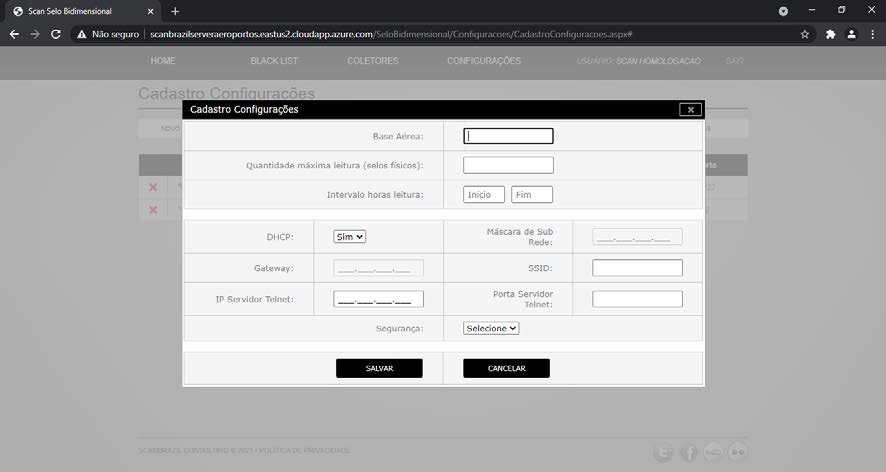 Scan Selo Bidimensional
Não seguro scanbrazilserveraeroportos.eastus2.cloudapp.azure.com/SeloBidimensional/Configuracoes/CadastroConfiguracoes.aspx#
HOME BLACK LIST COLETORES CONFIGURAÇÕES USUÁRIO: SCAN HOMOLOGACAO SAIR
Cadastro Configurações
Cadastro Configurações
NOVO
Base Aérea:
Quantidade máxima leitura (selos físicos):
Intervalo horas leitura: Início Fim
DHCP: Sim Máscara de Sub Rede: ___.___.___.___
Gateway: ___.___.___.___ SSID:
IP Servidor Telnet: ___.___.___.___ Porta Servidor Telnet:
Segurança: Selecione
SALVAR CANCELAR
SCANBRAZIL CONSULTING © 2021 • POLÍTICA DE PRIVACIDADE